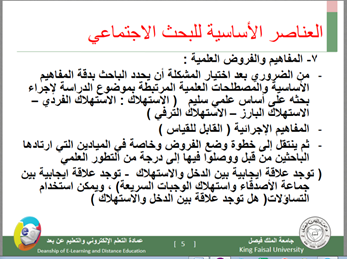 العناصر الأساسية للبحث الاجتماعي
٧- المفاهيم والفروض العلمية :
- من الضروري بعد اختيار المشكلة أن يحدد الباحث بدقة المفاهيم
الأساسية والمصطلحات العلمية المرتبطة بموضوع الدراسة لإجراء
بحثه على أساس علمي سليم ( الاستهلاك : الاستهلاك الفردي –
الاستهلاك البارز – الاستهلاك الترفي )
- المفاهيم الإجرائية ( القابل للقياس )
- ثم ينتقل إلى خطوة وضع الفروض وخاصة في الميادين التي ارتادها
الباحثين من قبل ووصلوا فيها إلى درجة من التطور العلمي
( توجد علاقة ايجابية بين الدخل والاستهلاك - توجد علاقة ايجابية بين
جماعة الأصدقاء واستهلاك الوجبات السريعة) ، ويمكن استخدام
التساؤلات( هل توجد علاقة بين الدخل والاستهلاك )
جامعة الملك فيصل
King Faisal University
[ 5 ]
عمادة التعلم الإلكتروني والتعليم عن بعد
Deanship of E-Learning and Distance Education